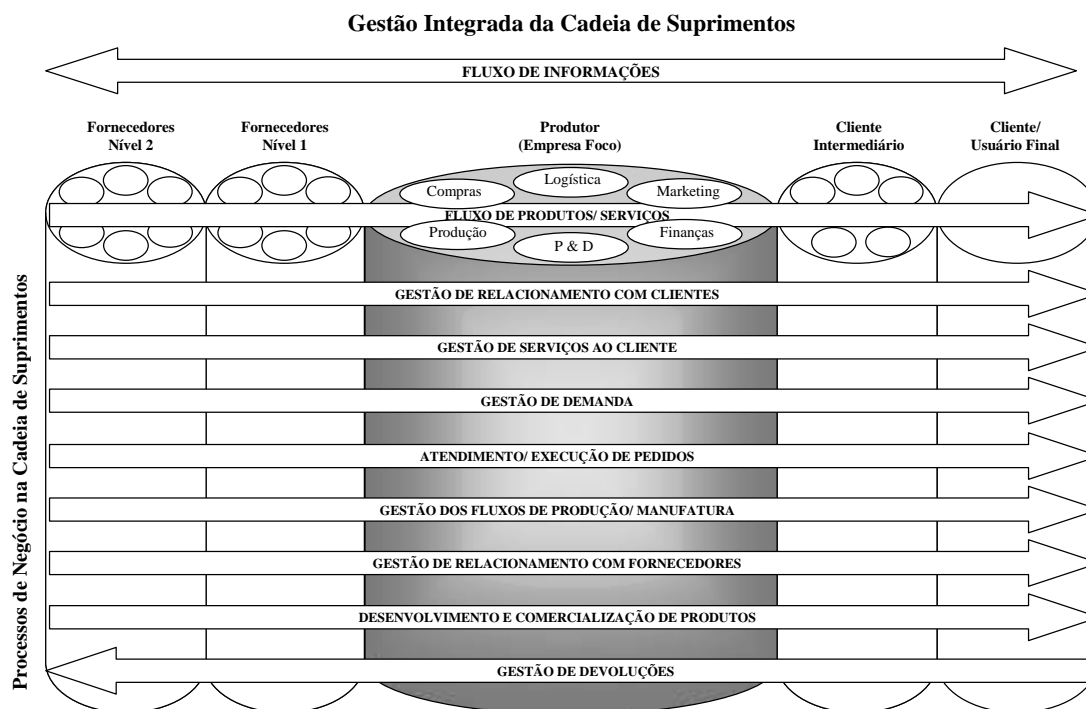 Gestão Integrada da Cadeia de Suprimentos
FLUXO DE INFORMAÇÕES
Fornecedores
Nível 2
Fornecedores
Nível 1
Produtor
(Empresa Foco)
Cliente
Intermediário
Cliente/
Usuário Final
Compras
Logística
Marketing
FLUXO DE PRODUTOS/ SERVIÇOS
Produção
P & D
Finanças
GESTÃO DE RELACIONAMENTO COM CLIENTES
GESTÃO DE SERVIÇOS AO CLIENTE
GESTÃO DE DEMANDA
ATENDIMENTO/ EXECUÇÃO DE PEDIDOS
GESTÃO DOS FLUXOS DE PRODUÇÃO/ MANUFATURA
GESTÃO DE RELACIONAMENTO COM FORNECEDORES
DESENVOLVIMENTO E COMERCIALIZAÇÃO DE PRODUTOS
GESTÃO DE DEVOLUÇÕES
Processos de Negócio na Cadeia de Suprimentos